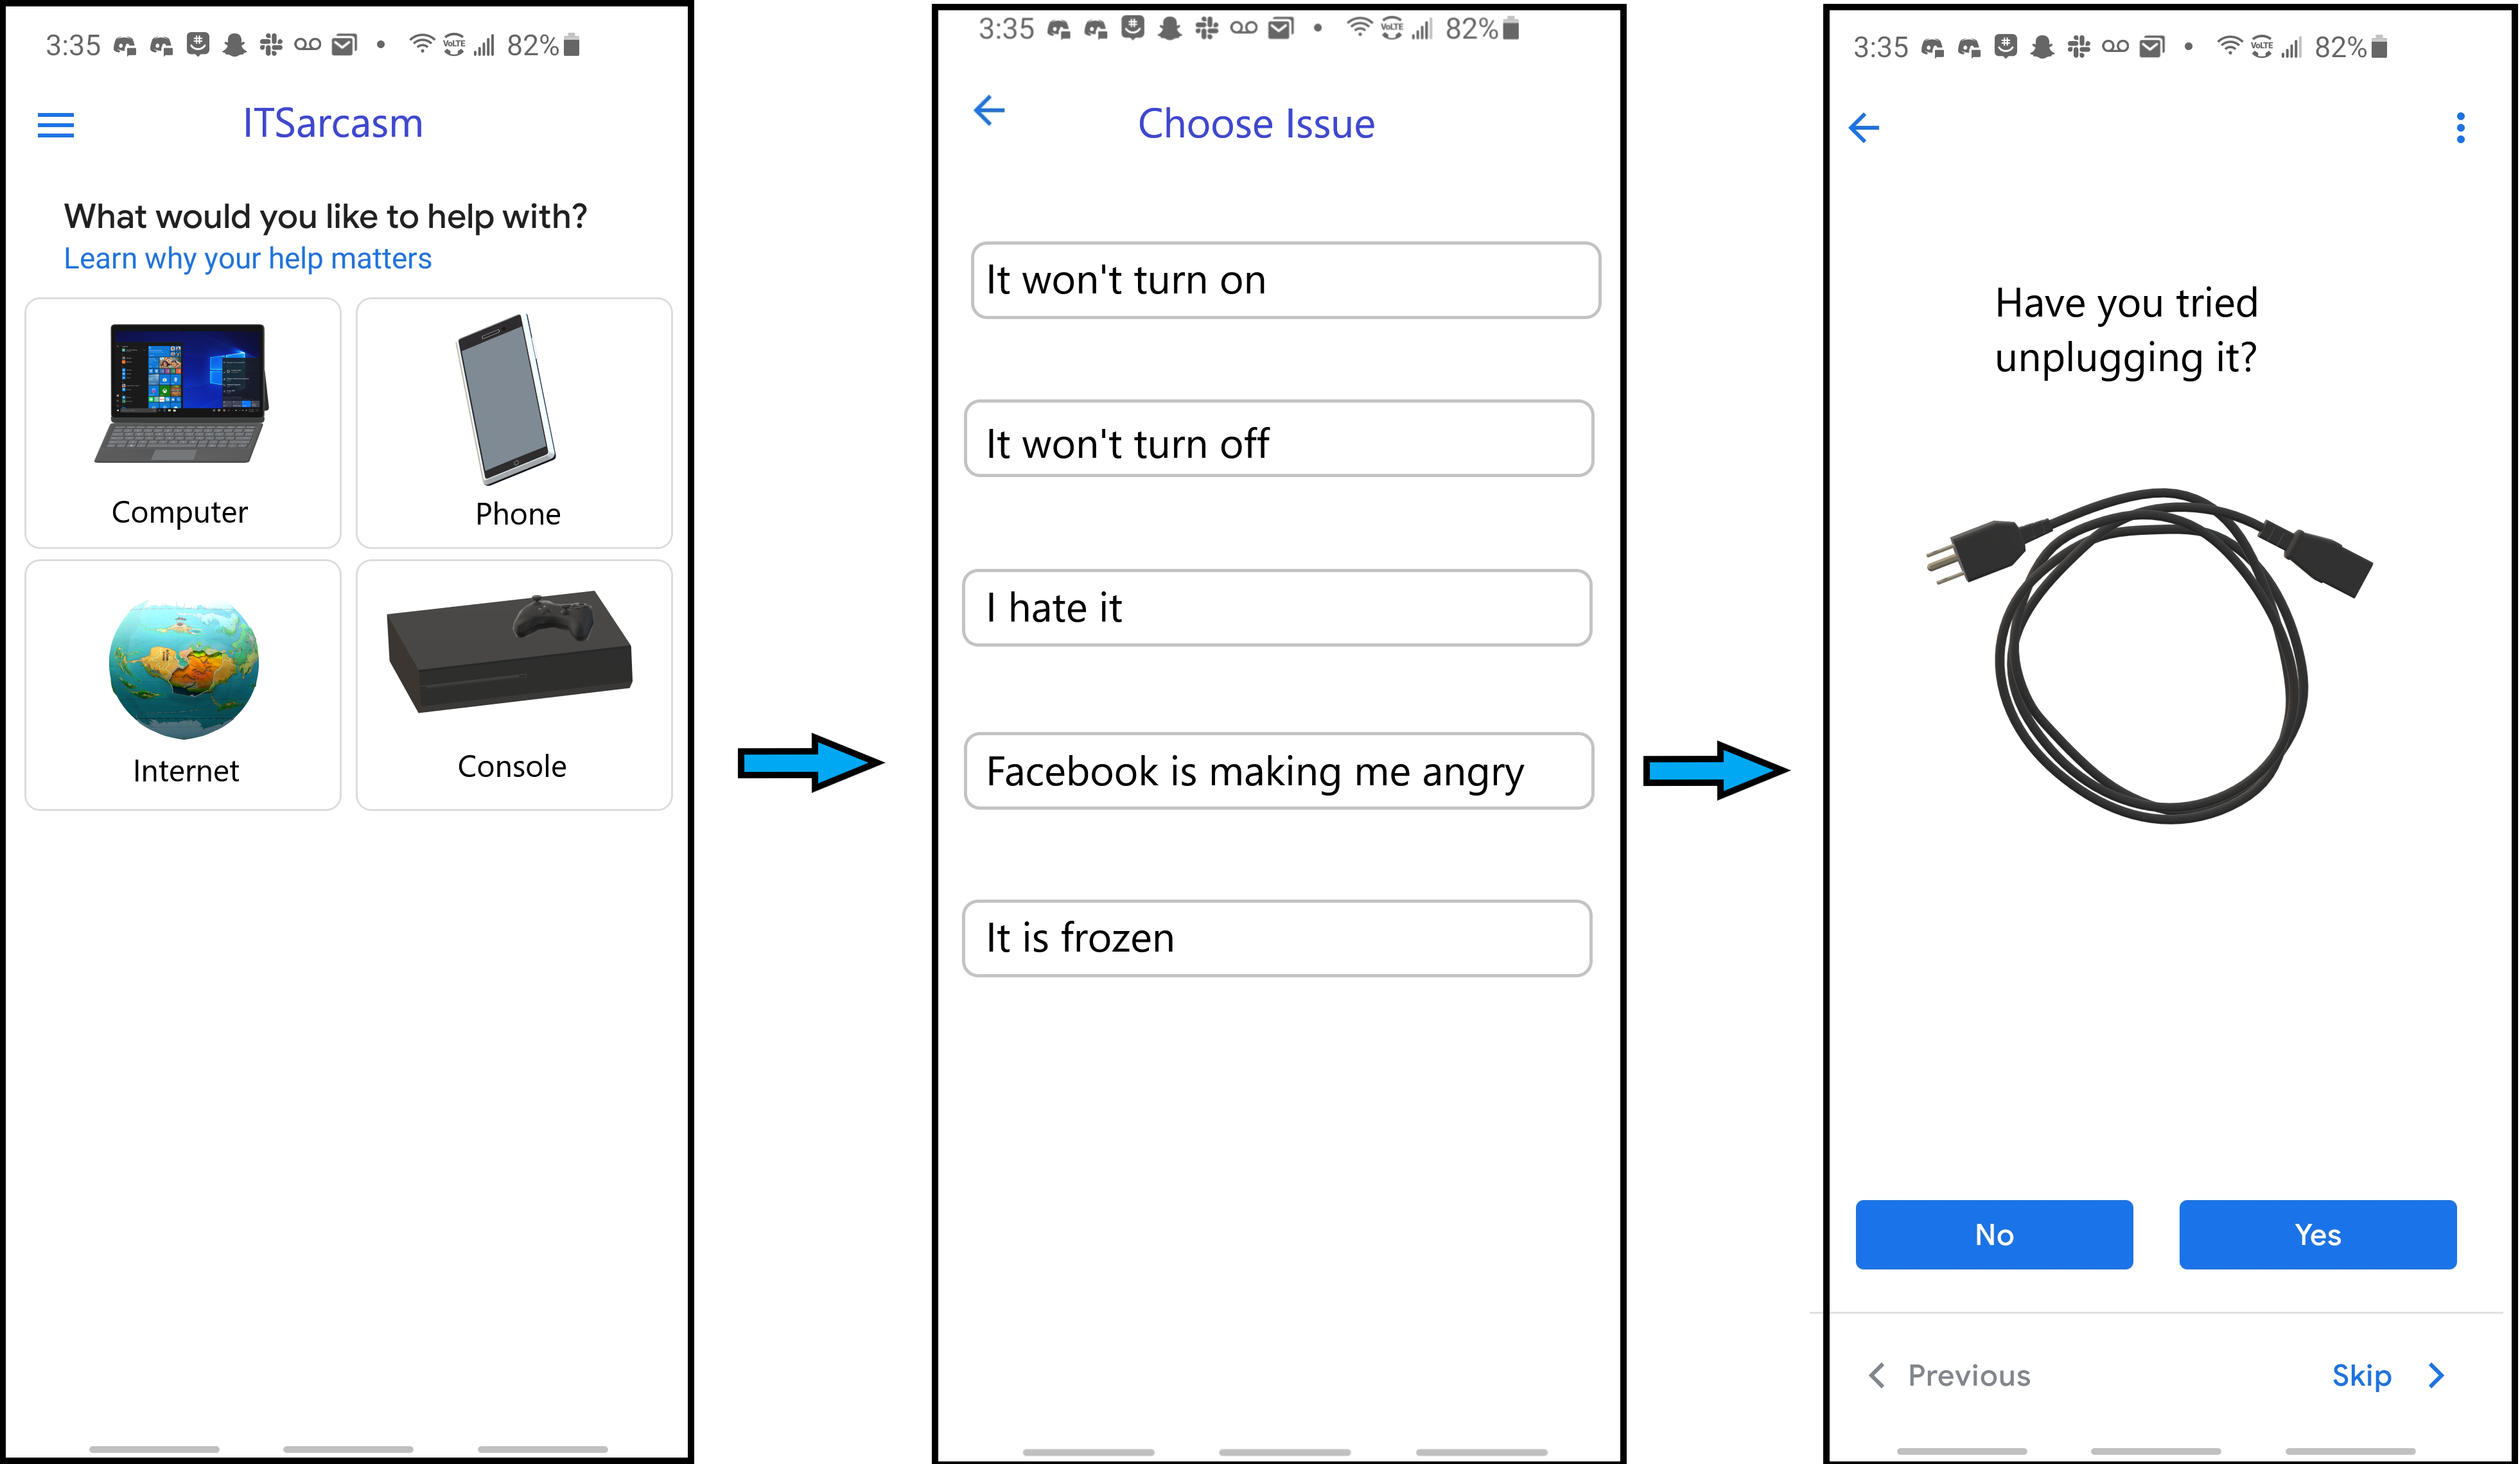 3:35 82%
ITSarcasm
What would you like to help with?
Learn why your help matters
Computer
Phone
Internet
Console
3:35 82%
Choose Issue
It won't turn on
It won't turn off
I hate it
Facebook is making me angry
It is frozen
3:35 82%
Have you tried
unplugging it?
No
Yes
Previous
Skip